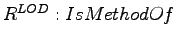 R^{LOD} : IsMethodOf